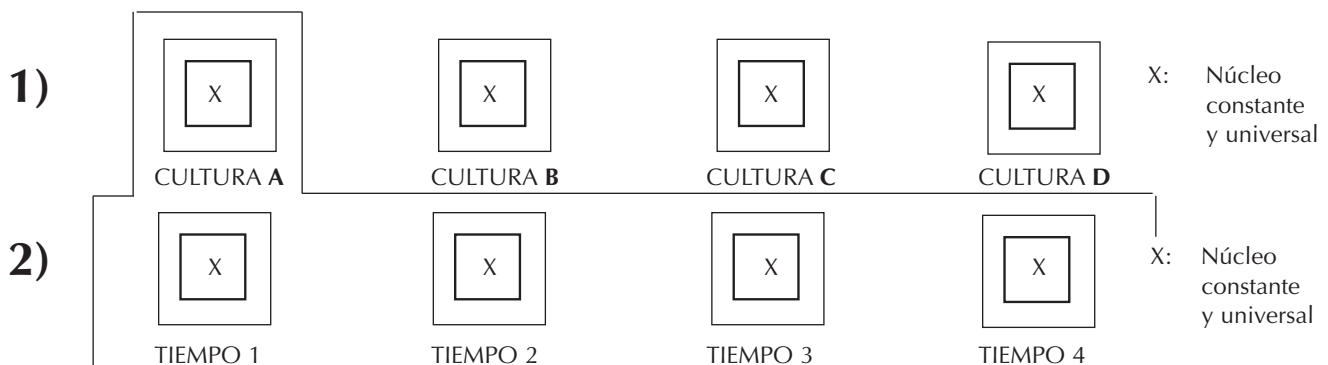 1)
X X X X
X: Núcleo
constante
y universal
CULTURA A CULTURA B CULTURA C CULTURA D
2)
X X X X
X: Núcleo
constante
y universal
TIEMPO 1 TIEMPO 2 TIEMPO 3 TIEMPO 4